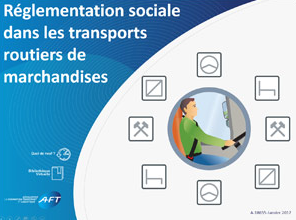 Réglementation sociale
dans les transports
routiers de
marchandises
Quoi de neuf ?
Bibliothèque
Virtuelle
AFT